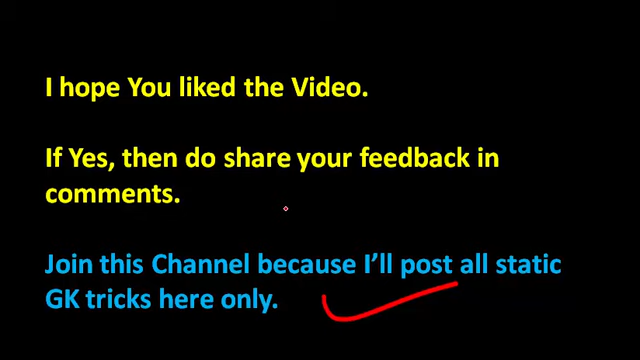 I hope You liked the Video.
If Yes, then do share your feedback in
comments.
Join this Channel because I’ll post all static
GK tricks here only.